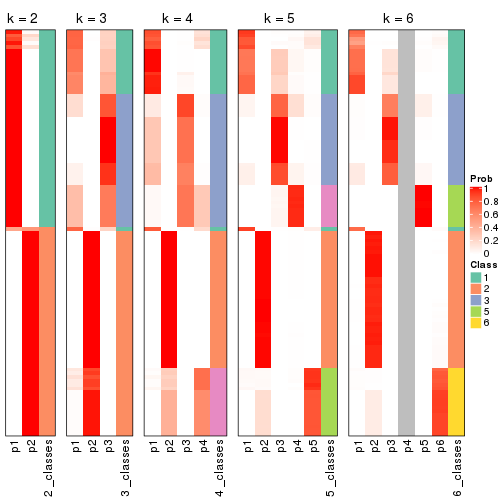 k = 2
k = 3
k = 4
k = 5
k = 6
p1
p2
2_classes
p1
p2
p3
3_classes
p1
p2
p3
p4
4_classes
p1
p2
p3
p4
p5
5_classes
p1
p2
p3
p4
p5
p6
6_classes
Prob
1
0.8
0.6
0.4
0.2
0
Class
1
2
3
5
6